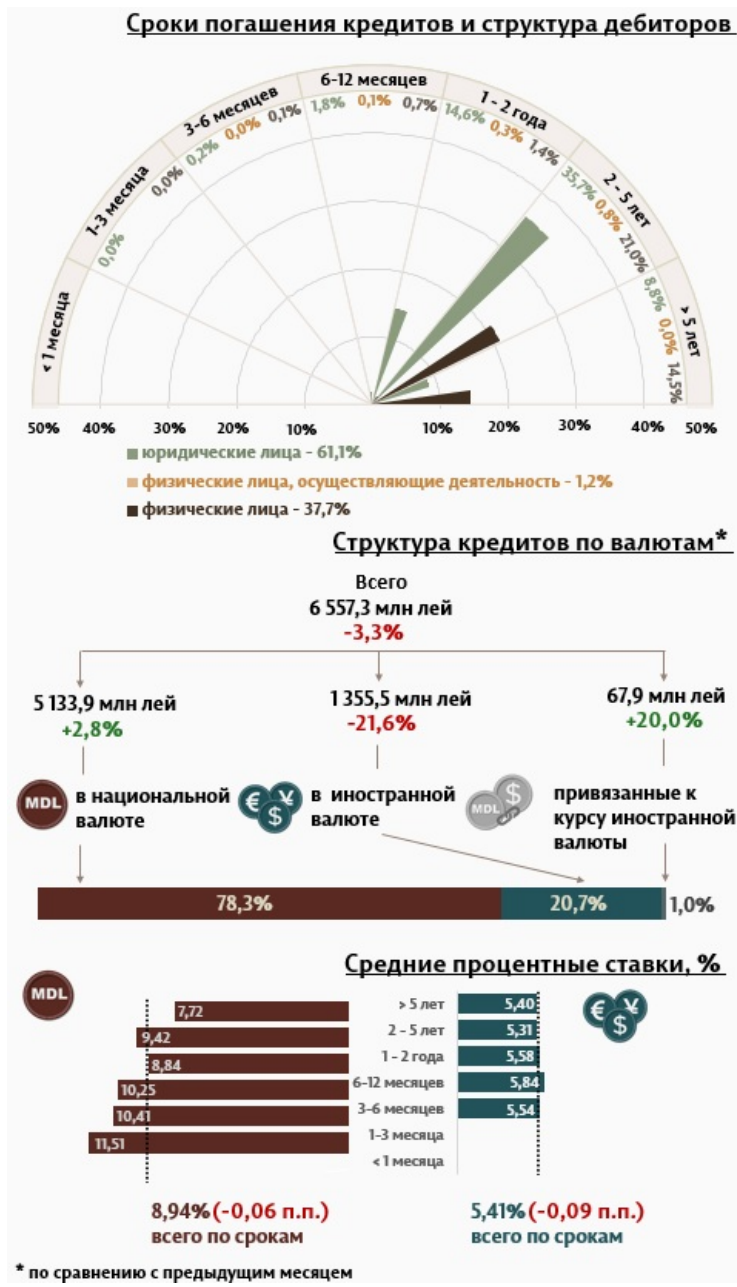 Сроки погашения кредитов и структура дебиторов
< 1 месяца
1-3 месяца
3-6 месяцев
6-12 месяцев
1 - 2 года
2 - 5 лет
> 5 лет
0,0%
0,0%
0,2%
0,0%
0,1%
1,8%
0,1%
0,7%
14,6%
0,3%
1,4%
35,7%
0,8%
21,0%
8,8%
0,0%
14,5%
50% 40% 30% 20% 10% 10% 20% 30% 40% 50%
юридические лица - 61,1%
физические лица, осуществляющие деятельность - 1,2%
физические лица - 37,7%
Структура кредитов по валютам*
Всего
6 557,3 млн лей
-3,3%
5 133,9 млн лей
+2,8%
1 355,5 млн лей
-21,6%
67,9 млн лей
+20,0%
MDL
в национальной
валюте
€ ¥ $
в иностранной
валюте
MDL $
привязанные к
курсу иностранной
валюты
78,3% 20,7% 1,0%
Средние процентные ставки, %
MDL
€ ¥ $
7,72 > 5 лет 5,40
9,42 2 - 5 лет 5,31
8,84 1 - 2 года 5,58
10,25 6-12 месяцев 5,84
10,41 3-6 месяцев 5,54
11,51 1-3 месяца
< 1 месяца
8,94% (-0,06 п.п.)
всего по срокам
5,41% (-0,09 п.п.)
всего по срокам
* по сравнению с предыдущим месяцем